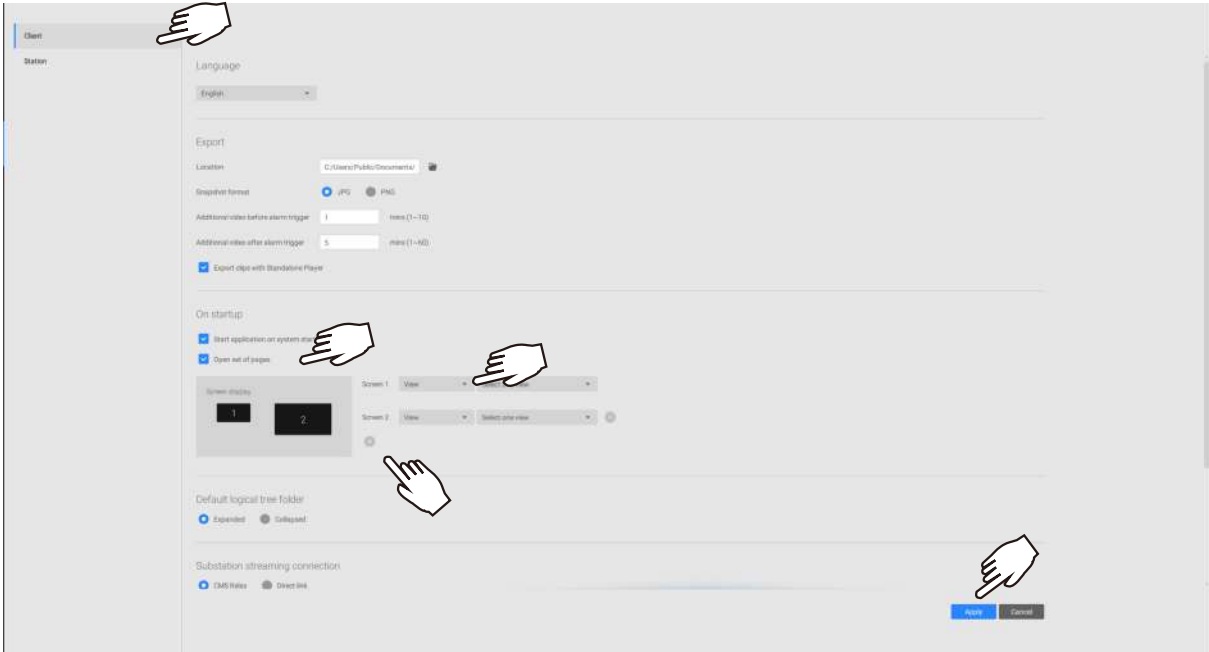 Client
Station
Language
English
Export
Location C:/Users/Public/Documents/
Snapshot format JPG PNG
Additional video before alarm trigger 1 mins (1~10)
Additional video after alarm trigger 5 mins (1~60)
Export clips with Standalone Player
On startup
Start application on system
Open set of pages
Screen display
1
2
Screen 1 View
Screen 2 View Select one view
Default logical tree folder
Expanded Collapsed
Substation streaming connection
CMS Relay Direct link
Apply Cancel